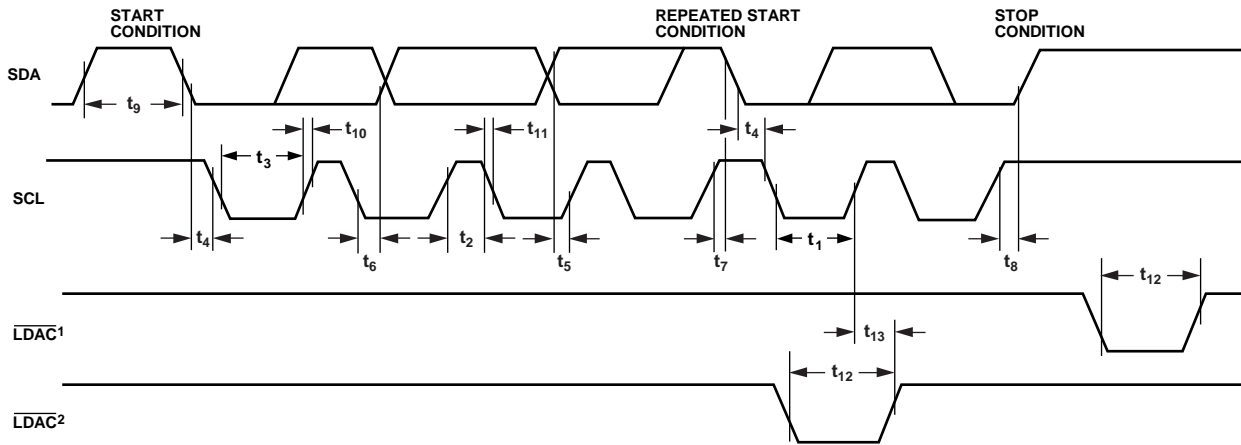 START
CONDITION
REPEATED START
CONDITION
STOP
CONDITION
SDA
t9
t10
t11
t4
t3
SCL
t4
t6
t2
t5
t7
t1
t8
t12
LDAC1
t13
t12
LDAC2